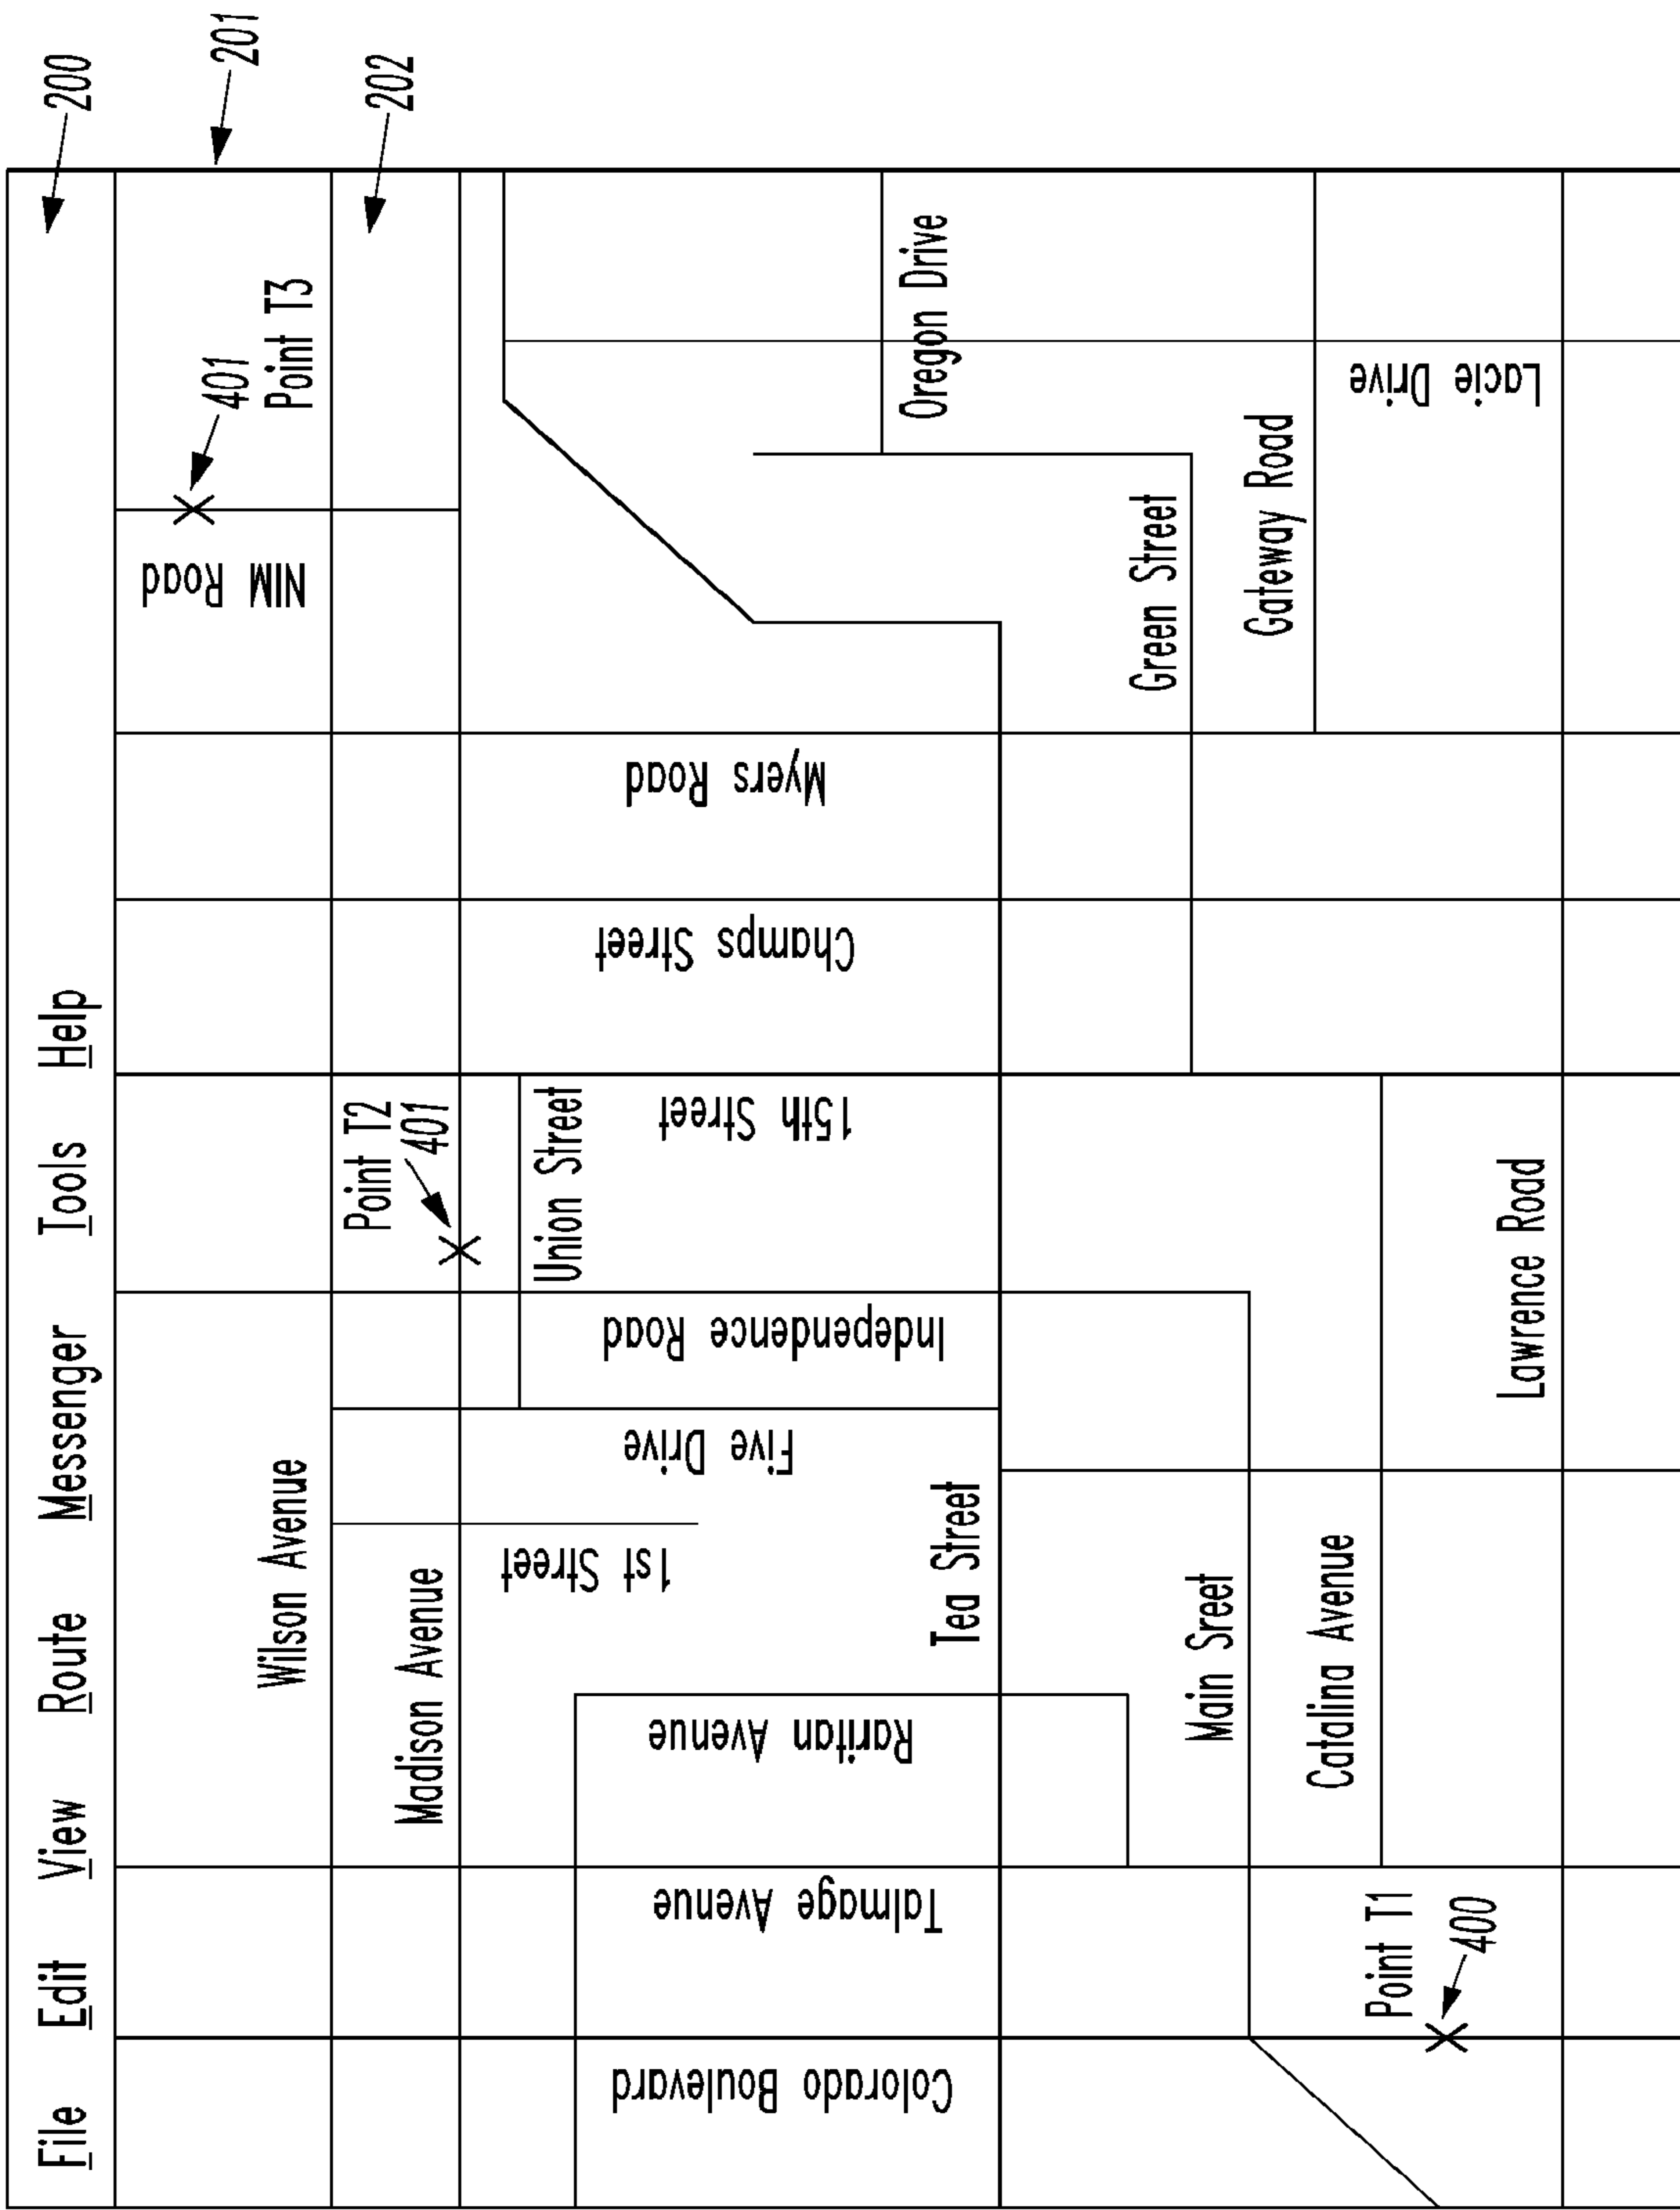 File Edit View Route Messenger Tools Help
200
201
202
Wilson Avenue
NIM Road
401
Point T3
Madison Avenue
Point T2
401
1st Street
Union Street
Colorado Boulevard
Talmage Avenue
Raritan Avenue
Five Drive
Independence Road
15th Street
Champs Street
Myers Road
Tea Street
Oregon Drive
Main Sreet
Green Street
Catalina Avenue
Gateway Road
Point T1
400
Lawrence Road
Lacie Drive